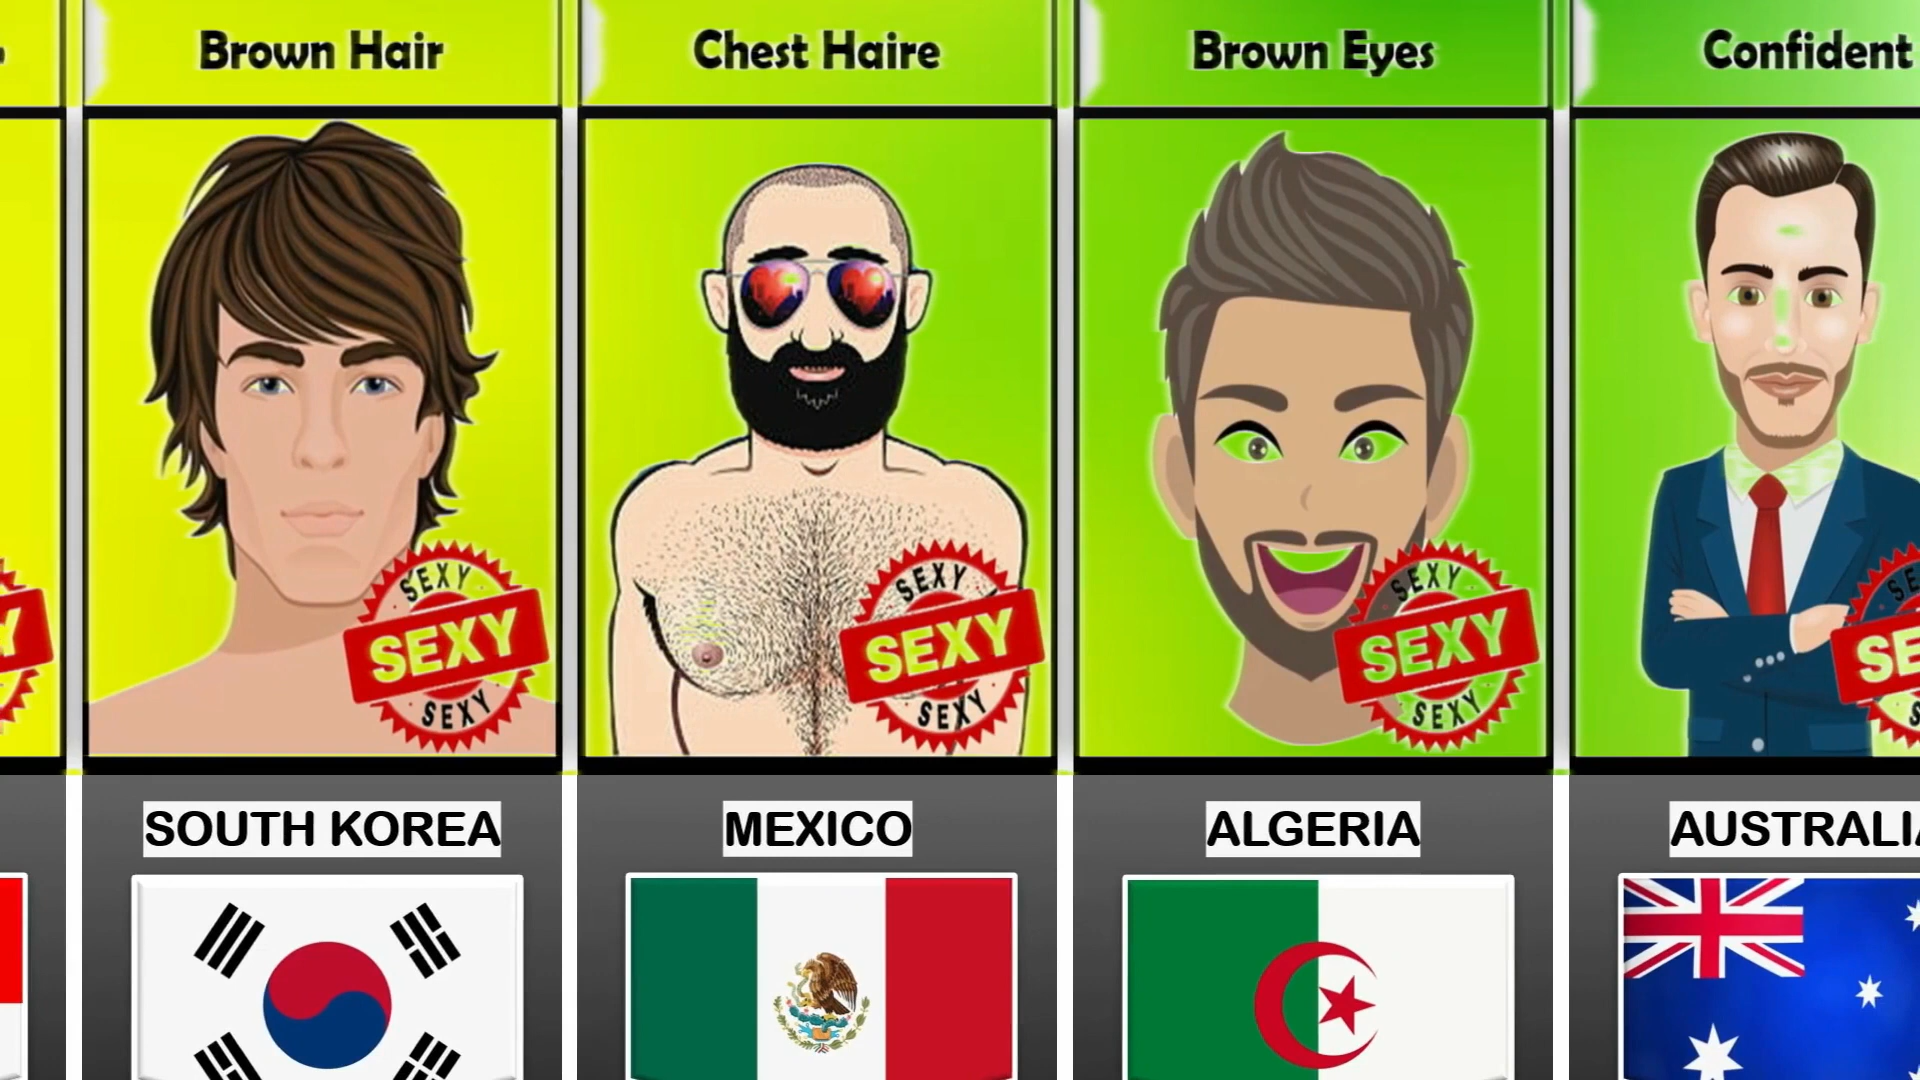 Brown Hair
Chest Haire
Brown Eyes
Confident
SEXY
SEXY
SEXY
SEXY
SEXY
SEXY
SEXY
SEXY
SEXY
SOUTH KOREA
MEXICO
ALGERIA
AUSTRALIA